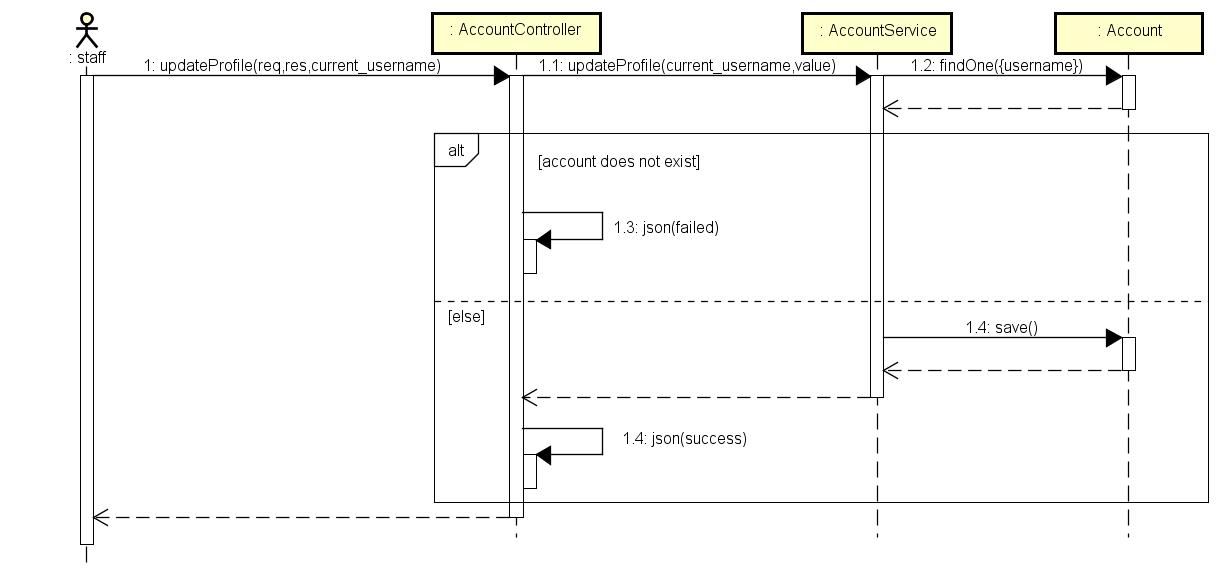 : staff
: AccountController
: AccountService
: Account
1: updateProfile(req,res,current_username)
1.1: updateProfile(current_username,value)
1.2: findOne({username})
alt
[account does not exist]
1.3: json(failed)
[else]
1.4: save()
1.4: json(success)